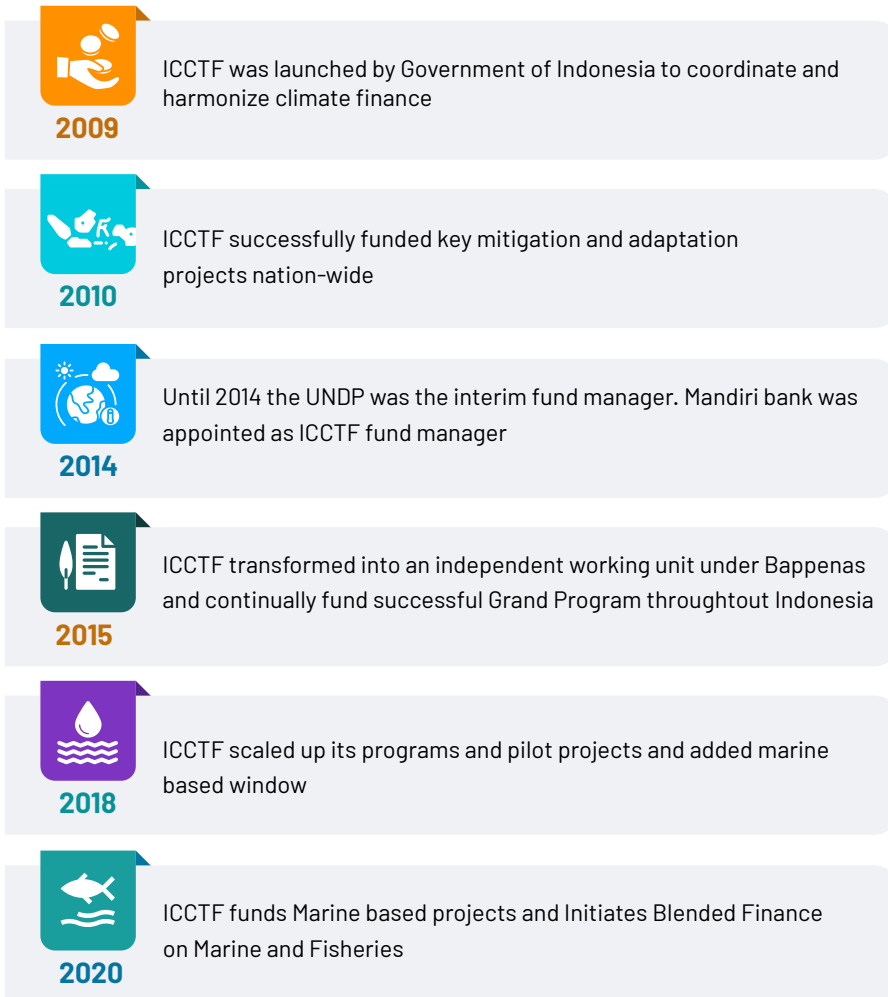 ICCTF was launched by Government of Indonesia to coordinate and
harmonize climate finance
2009
ICCTF successfully funded key mitigation and adaptation
projects nation-wide
2010
Until 2014 the UNDP was the interim fund manager. Mandiri bank was
appointed as ICCTF fund manager
2014
ICCTF transformed into an independent working unit under Bappenas
and continually fund successful Grand Program throughtout Indonesia
2015
ICCTF scaled up its programs and pilot projects and added marine
based window
2018
ICCTF funds Marine based projects and Initiates Blended Finance
on Marine and Fisheries
2020